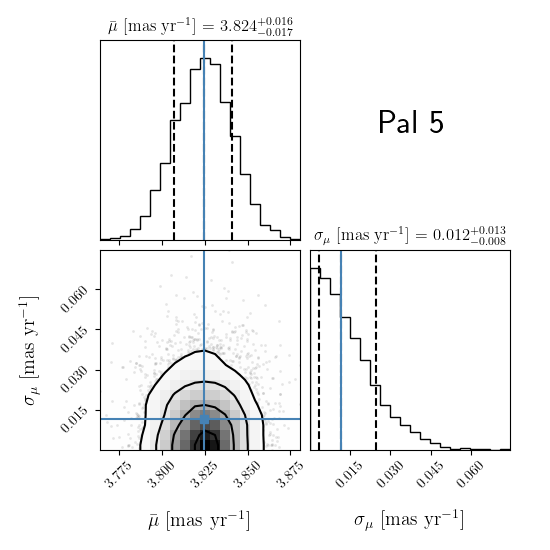 μ̄ [mas yr⁻¹] = 3.824⁺⁰·⁰¹⁶₋₀.₀₁₇
Pal 5
σ_μ [mas yr⁻¹] = 0.012⁺⁰·⁰¹³₋₀.₀₀₈
0.060
0.045
0.030
0.015
σ_μ [mas yr⁻¹]
3.775 3.800 3.825 3.850 3.875
0.015 0.030 0.045 0.060
μ̄ [mas yr⁻¹]
σ_μ [mas yr⁻¹]